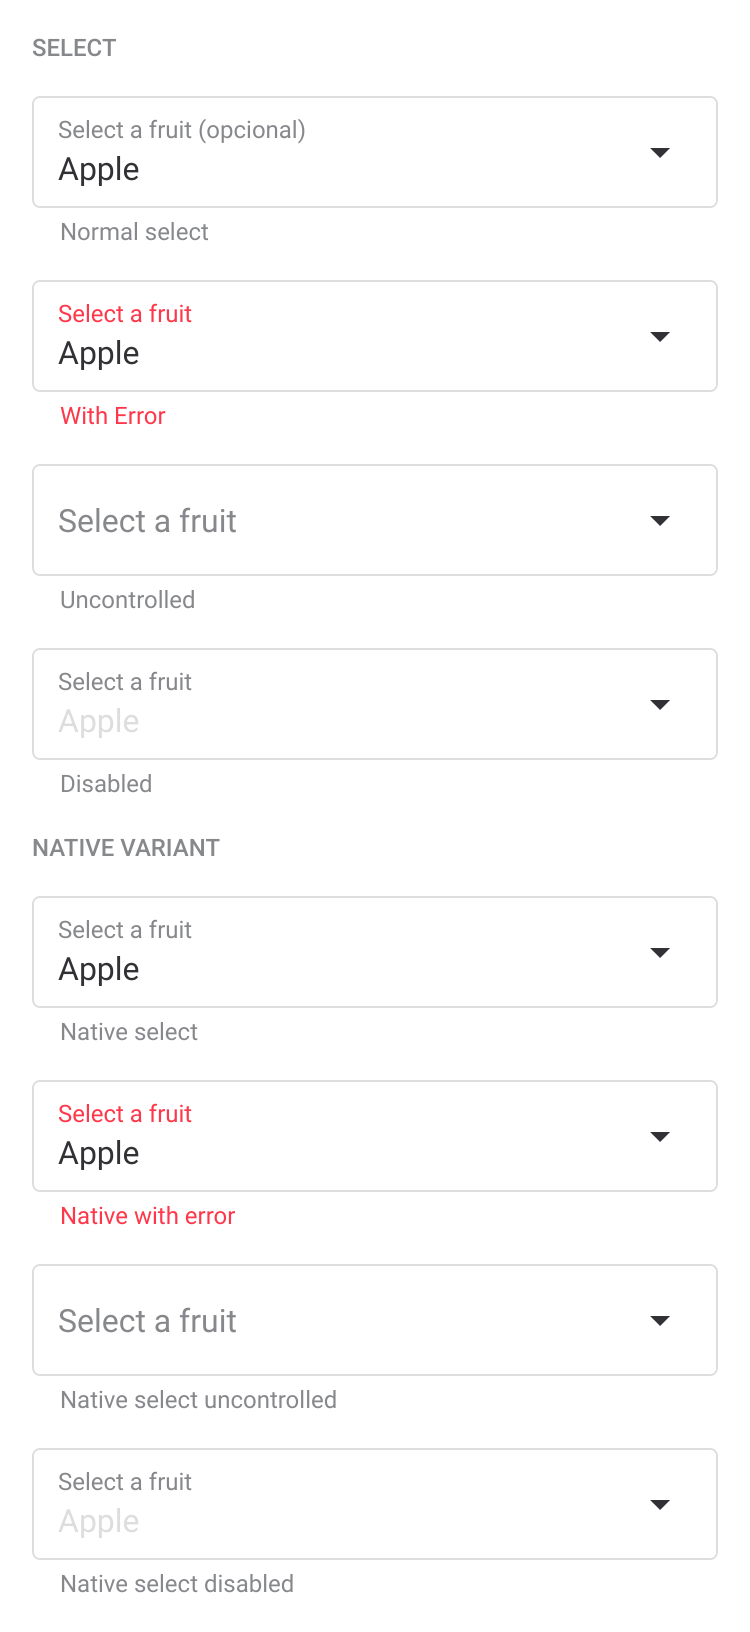 SELECT
Select a fruit (opcional)
Apple
Normal select
Select a fruit
Apple
With Error
Select a fruit
Uncontrolled
Select a fruit
Apple
Disabled
NATIVE VARIANT
Select a fruit
Apple
Native select
Select a fruit
Apple
Native with error
Select a fruit
Native select uncontrolled
Select a fruit
Apple
Native select disabled